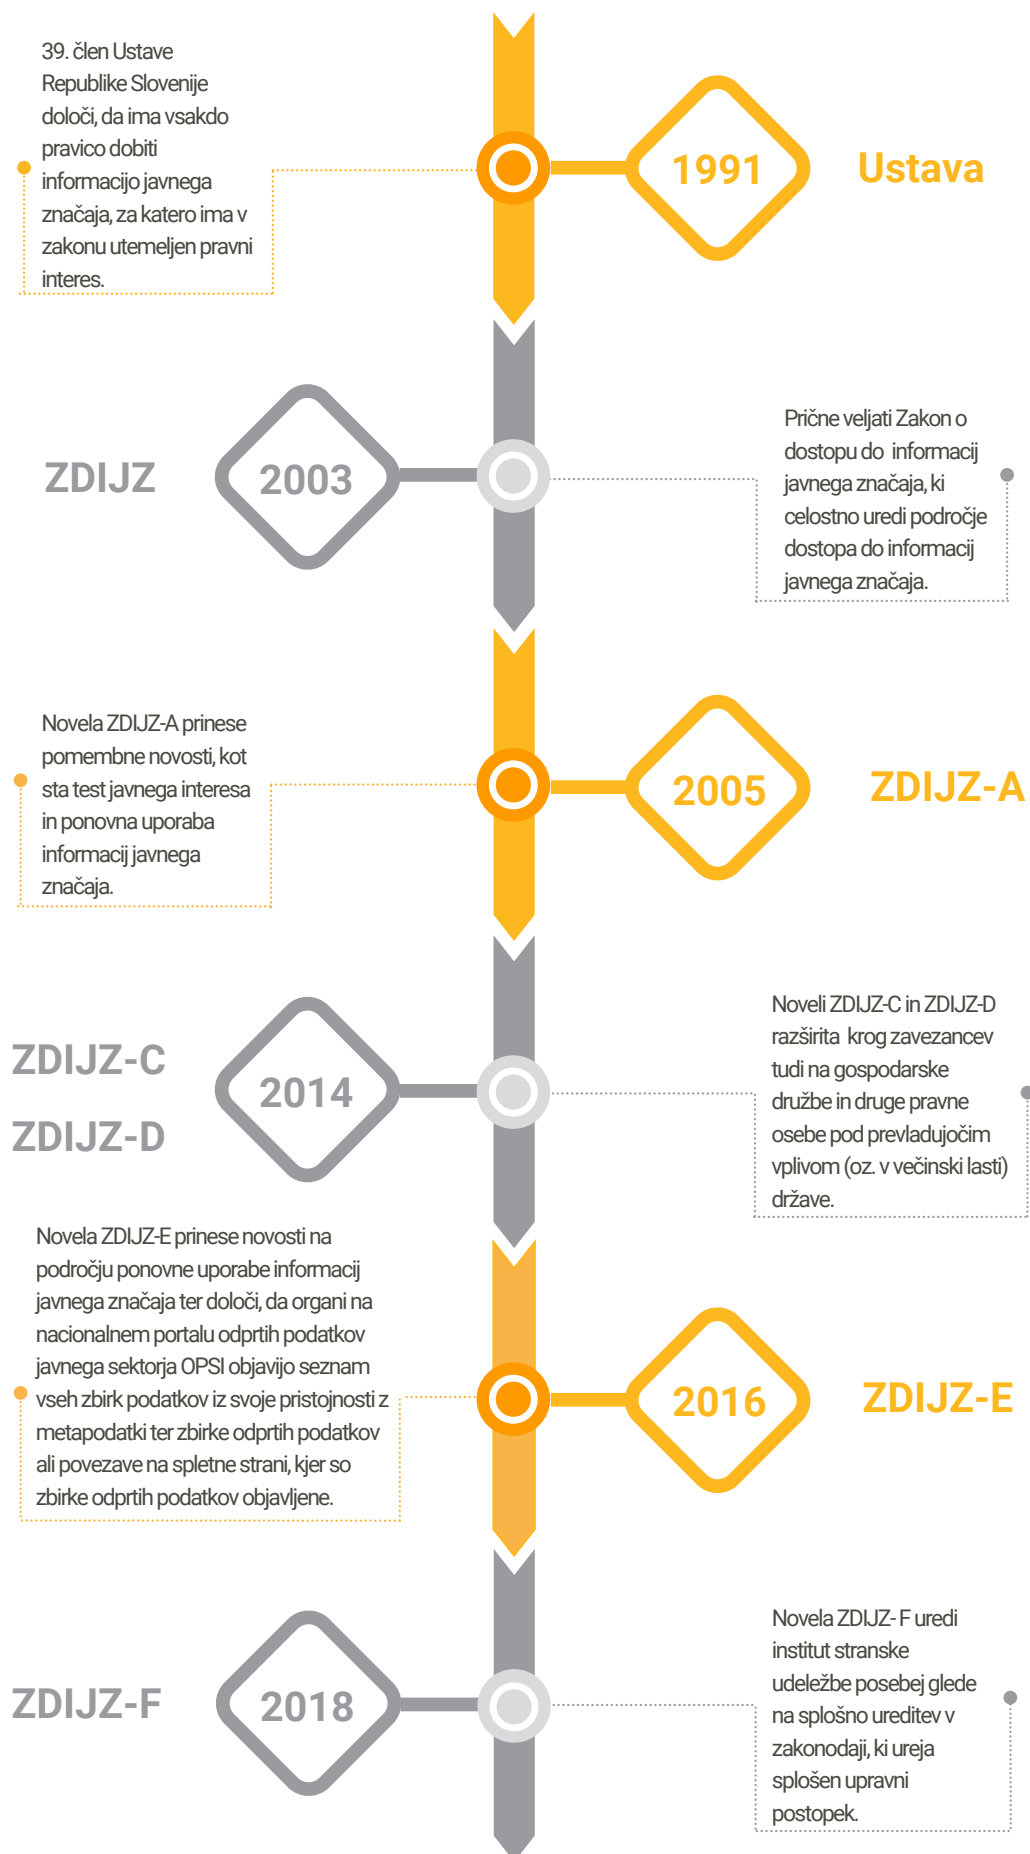 39. člen Ustave
Republike Slovenije
določi, da ima vsakdo
pravico dobiti
informacijo javnega
značaja, za katero ima v
zakonu utemeljen pravni
interes.
1991
Ustava
ZDIJZ
2003
Prične veljati Zakon o
dostopu do informacij
javnega značaja, ki
celostno uredi področje
dostopa do informacij
javnega značaja.
Novela ZDIJZ-A prinese
pomembne novosti, kot
sta test javnega interesa
in ponovna uporaba
informacij javnega
značaja.
2005
ZDIJZ-A
ZDIJZ-C
ZDIJZ-D
2014
Noveli ZDIJZ-C in ZDIJZ-D
razširita krog zavezancev
tudi na gospodarske
družbe in druge pravne
osebe pod prevladujočim
vplivom (oz. v večinski lasti)
države.
Novela ZDIJZ-E prinese novosti na
področju ponovne uporabe informacij
javnega značaja ter določi, da organi na
nacionalnem portalu odprtih podatkov
javnega sektorja OPSI objavijo seznam
vseh zbirk podatkov iz svoje pristojnosti z
metapodatki ter zbirke odprtih podatkov
ali povezave na spletne strani, kjer so
zbirke odprtih podatkov objavljene.
2016
ZDIJZ-E
ZDIJZ-F
2018
Novela ZDIJZ- F uredi
institut stranske
udeležbe posebej glede
na splošno ureditev v
zakonodaji, ki ureja
splošen upravni
postopek.